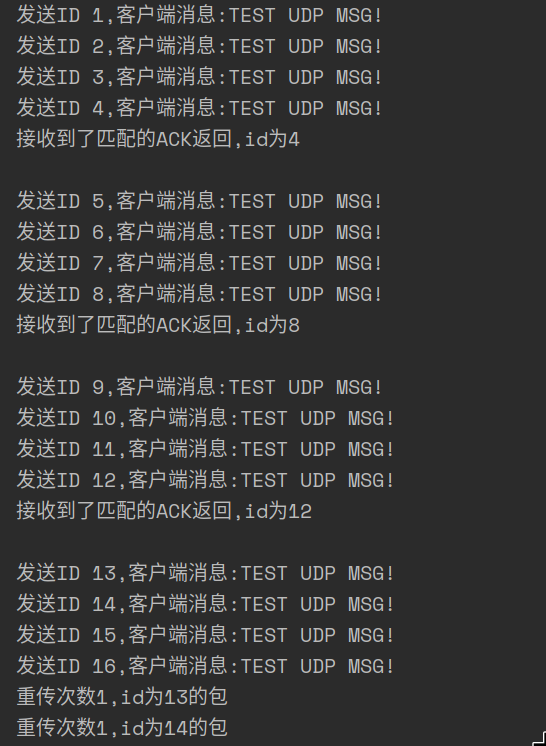 发送ID 1,客户端消息:TEST UDP MSG!
发送ID 2,客户端消息:TEST UDP MSG!
发送ID 3,客户端消息:TEST UDP MSG!
发送ID 4,客户端消息:TEST UDP MSG!
接收到了匹配的ACK返回,id为4
发送ID 5,客户端消息:TEST UDP MSG!
发送ID 6,客户端消息:TEST UDP MSG!
发送ID 7,客户端消息:TEST UDP MSG!
发送ID 8,客户端消息:TEST UDP MSG!
接收到了匹配的ACK返回,id为8
发送ID 9,客户端消息:TEST UDP MSG!
发送ID 10,客户端消息:TEST UDP MSG!
发送ID 11,客户端消息:TEST UDP MSG!
发送ID 12,客户端消息:TEST UDP MSG!
接收到了匹配的ACK返回,id为12
发送ID 13,客户端消息:TEST UDP MSG!
发送ID 14,客户端消息:TEST UDP MSG!
发送ID 15,客户端消息:TEST UDP MSG!
发送ID 16,客户端消息:TEST UDP MSG!
重传次数1,id为13的包
重传次数1,id为14的包